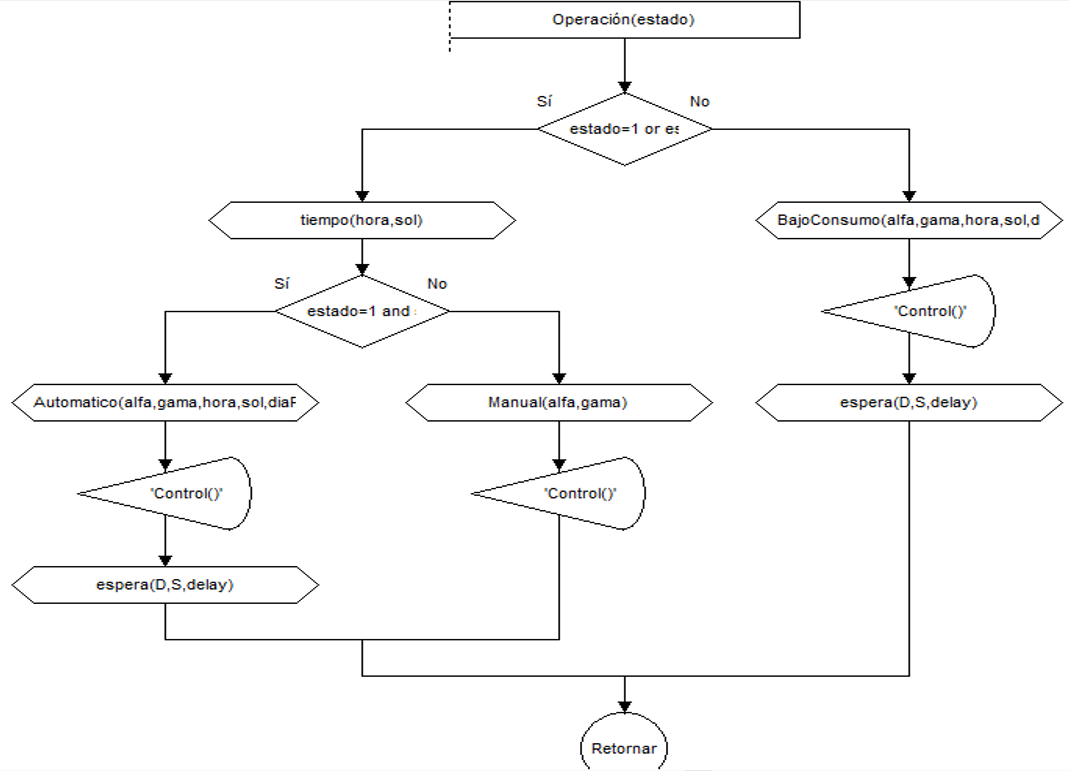 Operación(estado)
Sí
No
estado=1 or es
tiempo(hora,sol)
BajoConsumo(alfa,gama,hora,sol,d
Sí
No
estado=1 and
"Control()"
Automatico(alfa,gama,hora,sol,diaF
Manual(alfa,gama)
espera(D,S,delay)
"Control()"
"Control()"
espera(D,S,delay)
Retornar